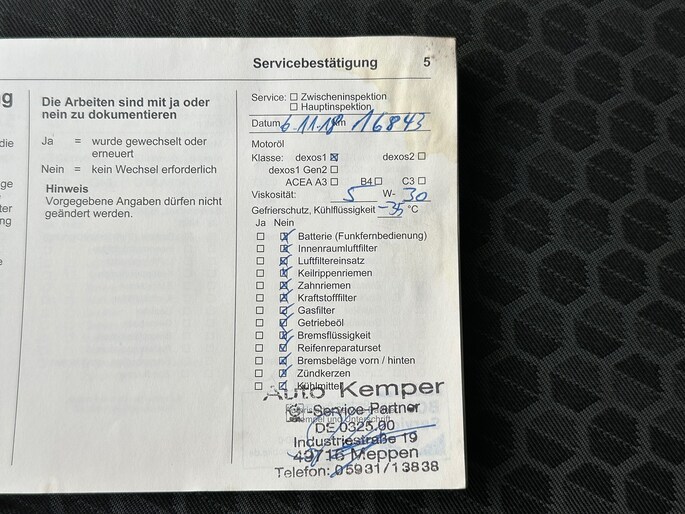 Servicebestätigung 5
g
die
ge
ter
ng
e
Die Arbeiten sind mit ja oder
nein zu dokumentieren
Ja = wurde gewechselt oder
erneuert
Nein = kein Wechsel erforderlich
Hinweis
Vorgegebene Angaben dürfen nicht
geändert werden.
Service: ☐ Zwischeninspektion
☐ Hauptinspektion
Datum 6.11.18 km 16843
Motoröl
Klasse: dexos1 ☒ dexos2 ☐
dexos1 Gen2 ☐
ACEA A3 ☐ B4 ☐ C3 ☐
Viskosität: 5 W- 30
Gefrierschutz, Kühlflüssigkeit -35 °C
Ja Nein
☐ ☒ Batterie (Funkfernbedienung)
☐ ☒ Innenraumluftfilter
☐ ☒ Luftfiltereinsatz
☐ ☒ Keilrippenriemen
☐ ☒ Zahnriemen
☐ ☒ Kraftstofffilter
☐ ☒ Gasfilter
☐ ☒ Getriebeöl
☐ ☒ Bremsflüssigkeit
☐ ☒ Reifenreparaturset
☐ ☒ Bremsbeläge vorn / hinten
☐ ☒ Zündkerzen
☐ ☒ Kühlmittel
Auto Kemper
Service Partner
DE 0325.00
Industriestraße 19
49716 Meppen
Telefon: 05931/13838